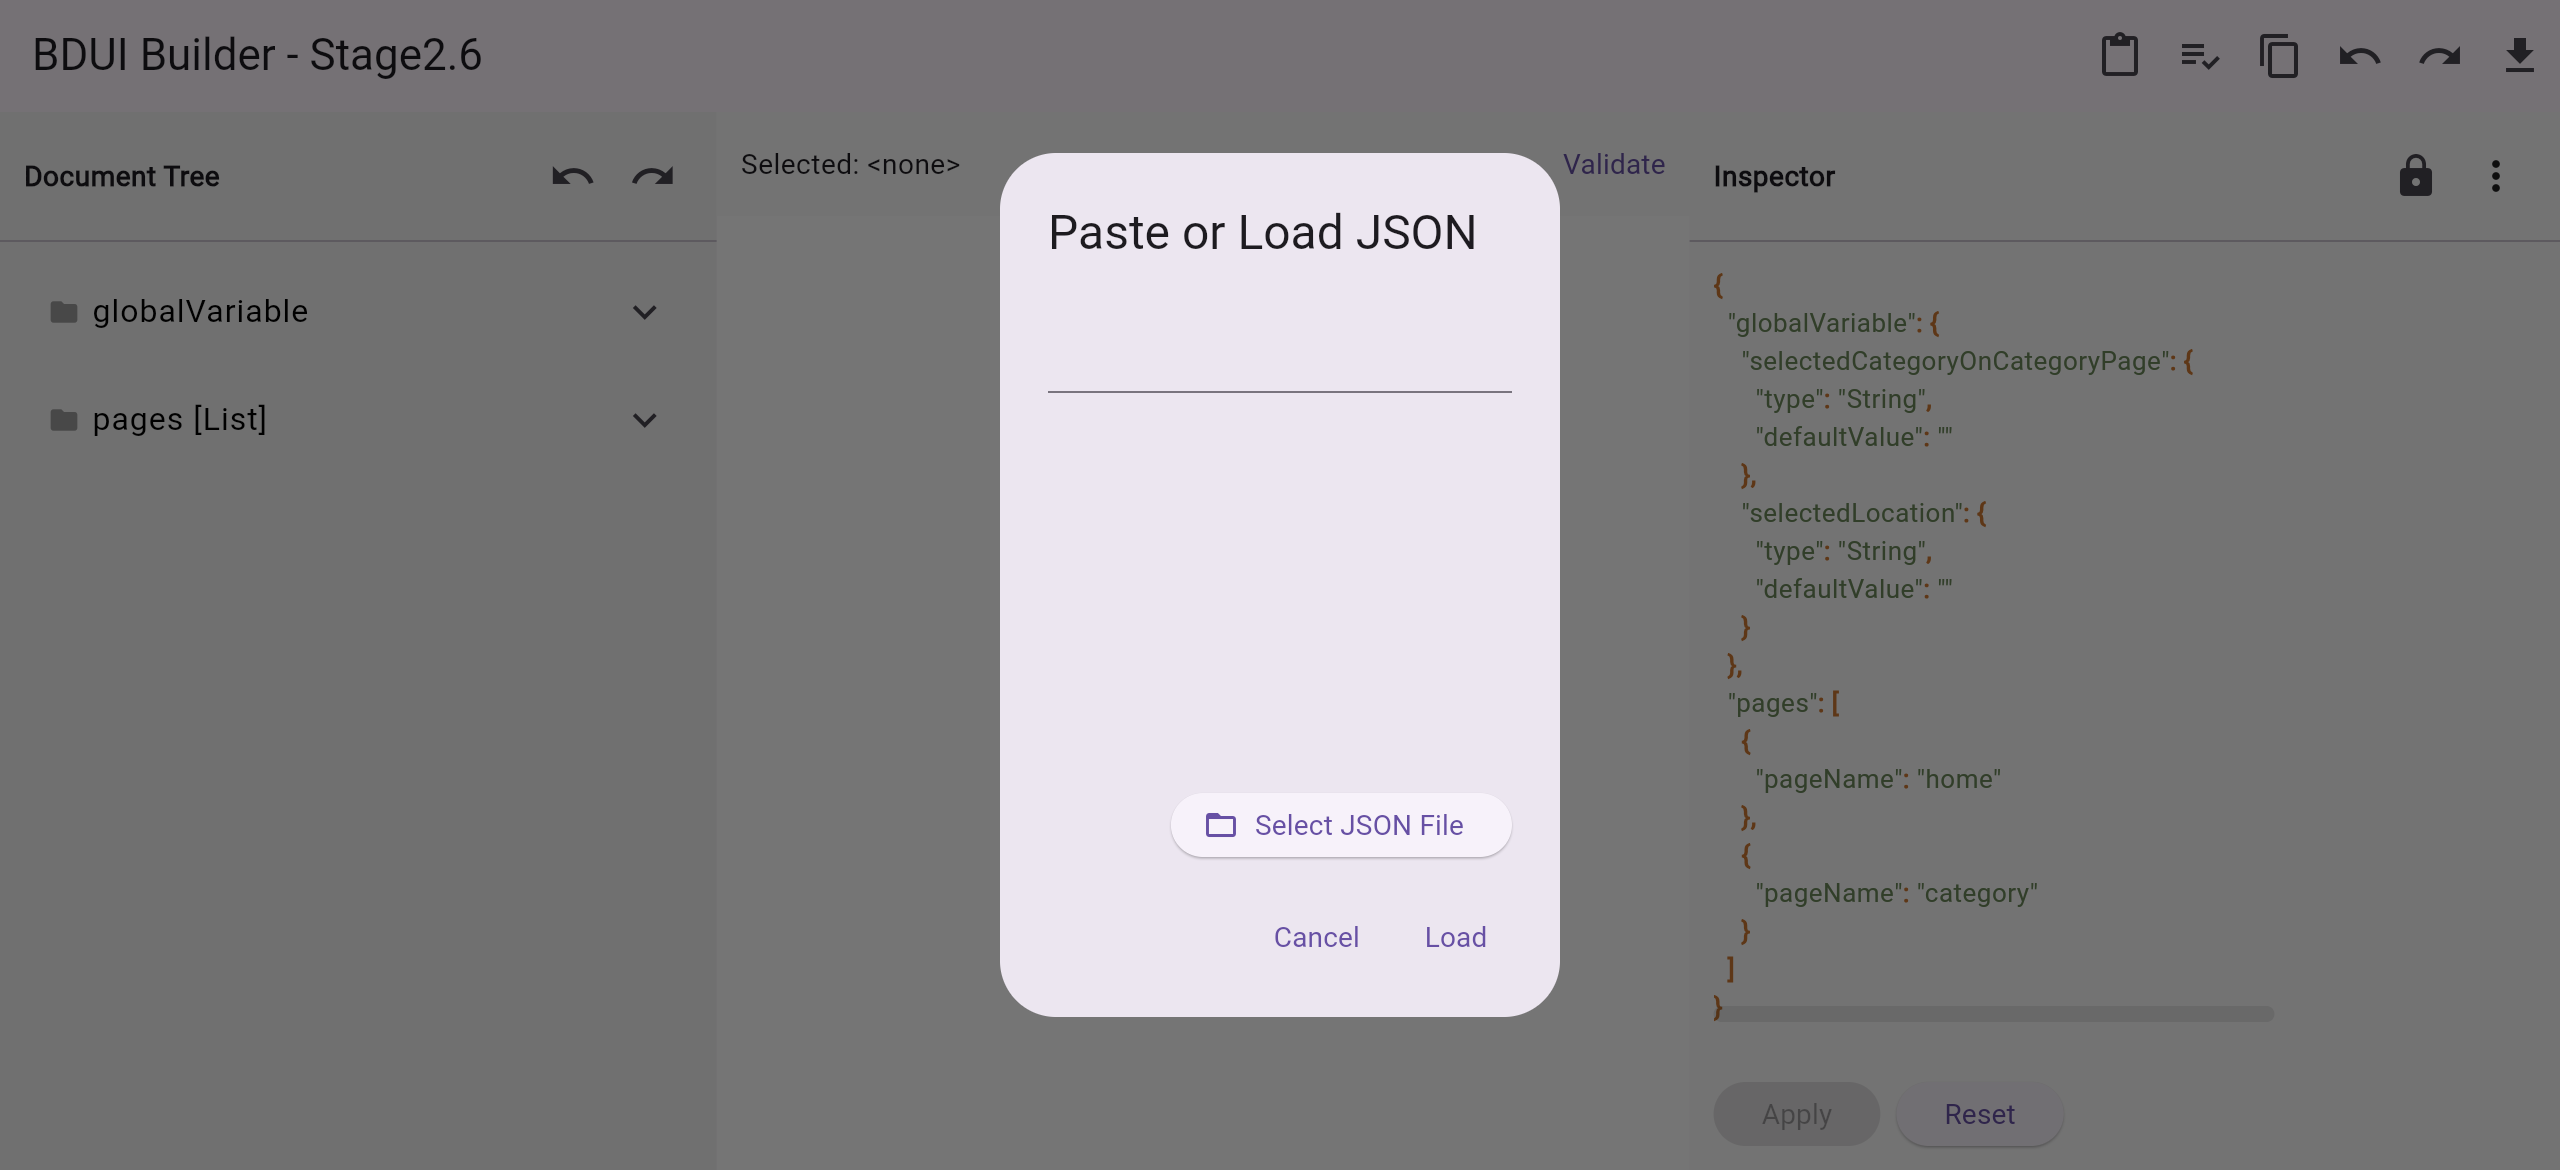 BDUI Builder - Stage2.6
Document Tree
globalVariable
pages [List]
Selected: <none>
Validate
Paste or Load JSON
Select JSON File
Cancel
Load
Inspector
{
"globalVariable": {
"selectedCategoryOnCategoryPage": {
"type": "String",
"defaultValue": ""
},
"selectedLocation": {
"type": "String",
"defaultValue": ""
}
},
"pages": [
{
"pageName": "home"
},
{
"pageName": "category"
}
]
}
Apply
Reset